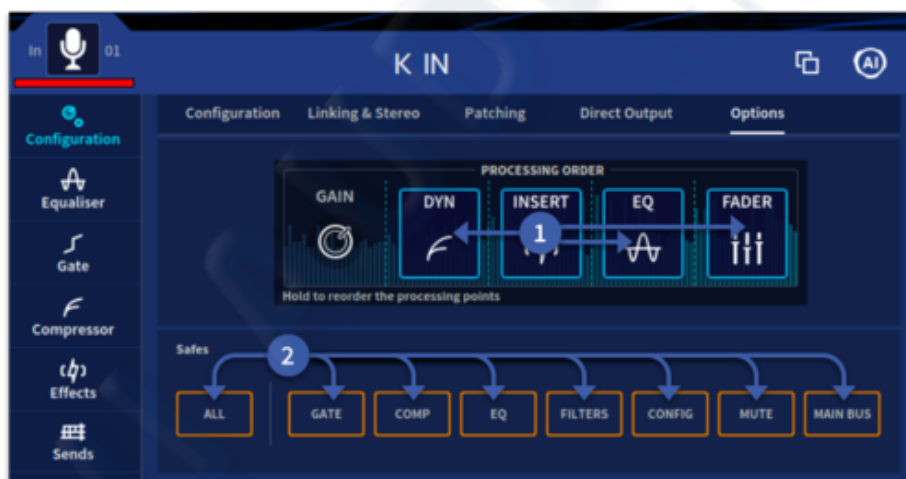 In 01
K IN
AI
Configuration Linking & Stereo Patching Direct Output Options
Configuration
Equaliser
Gate
Compressor
Effects
Sends
PROCESSING ORDER
GAIN DYN INSERT EQ FADER
1
Hold to reorder the processing points
Safes
2
ALL GATE COMP EQ FILTERS CONFIG MUTE MAIN BUS